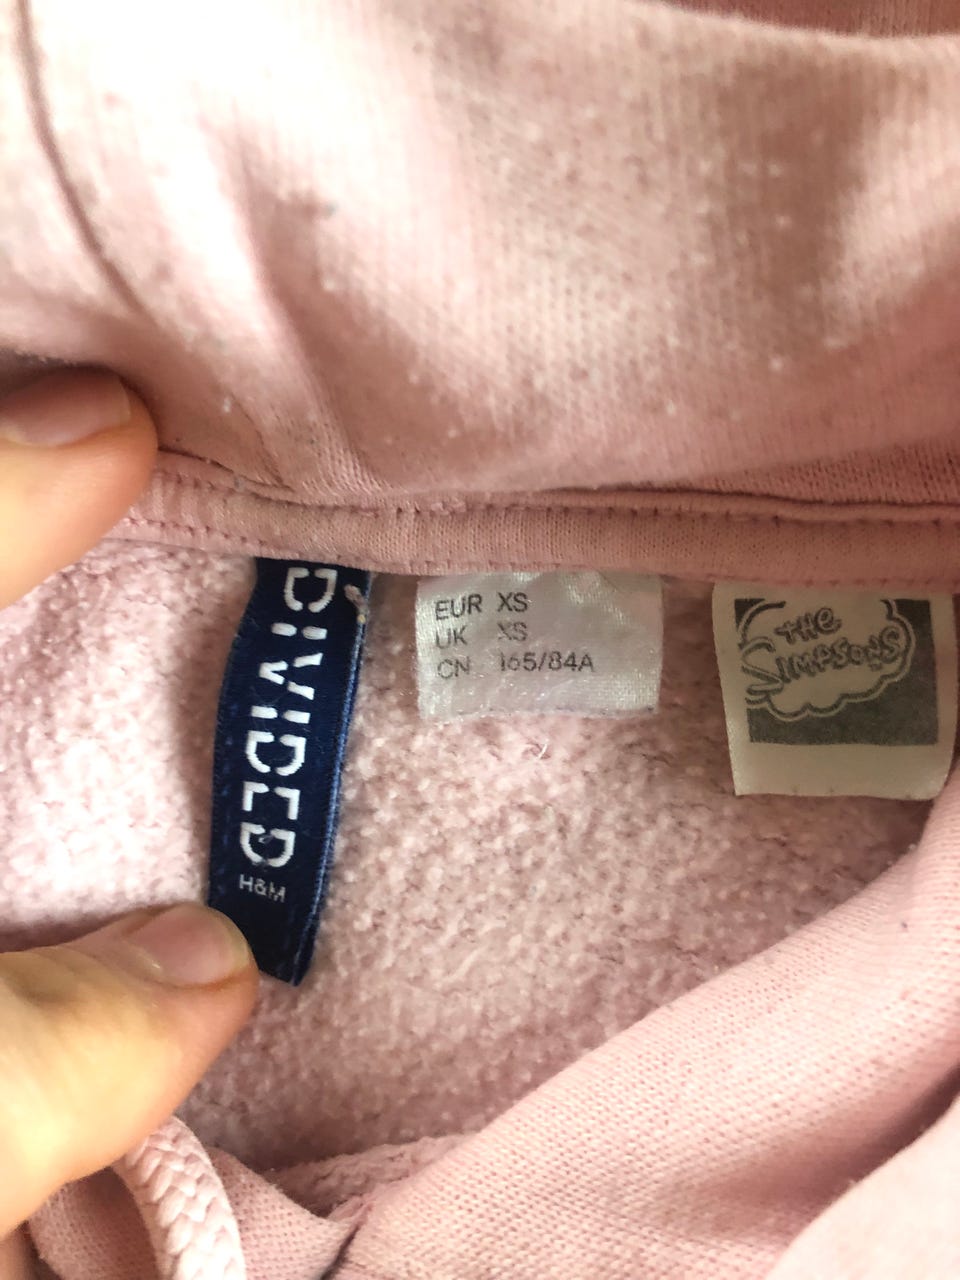 DIVIDED
H&M
EUR XS
UK XS
CN 165/84A
THE
SIMPSONS